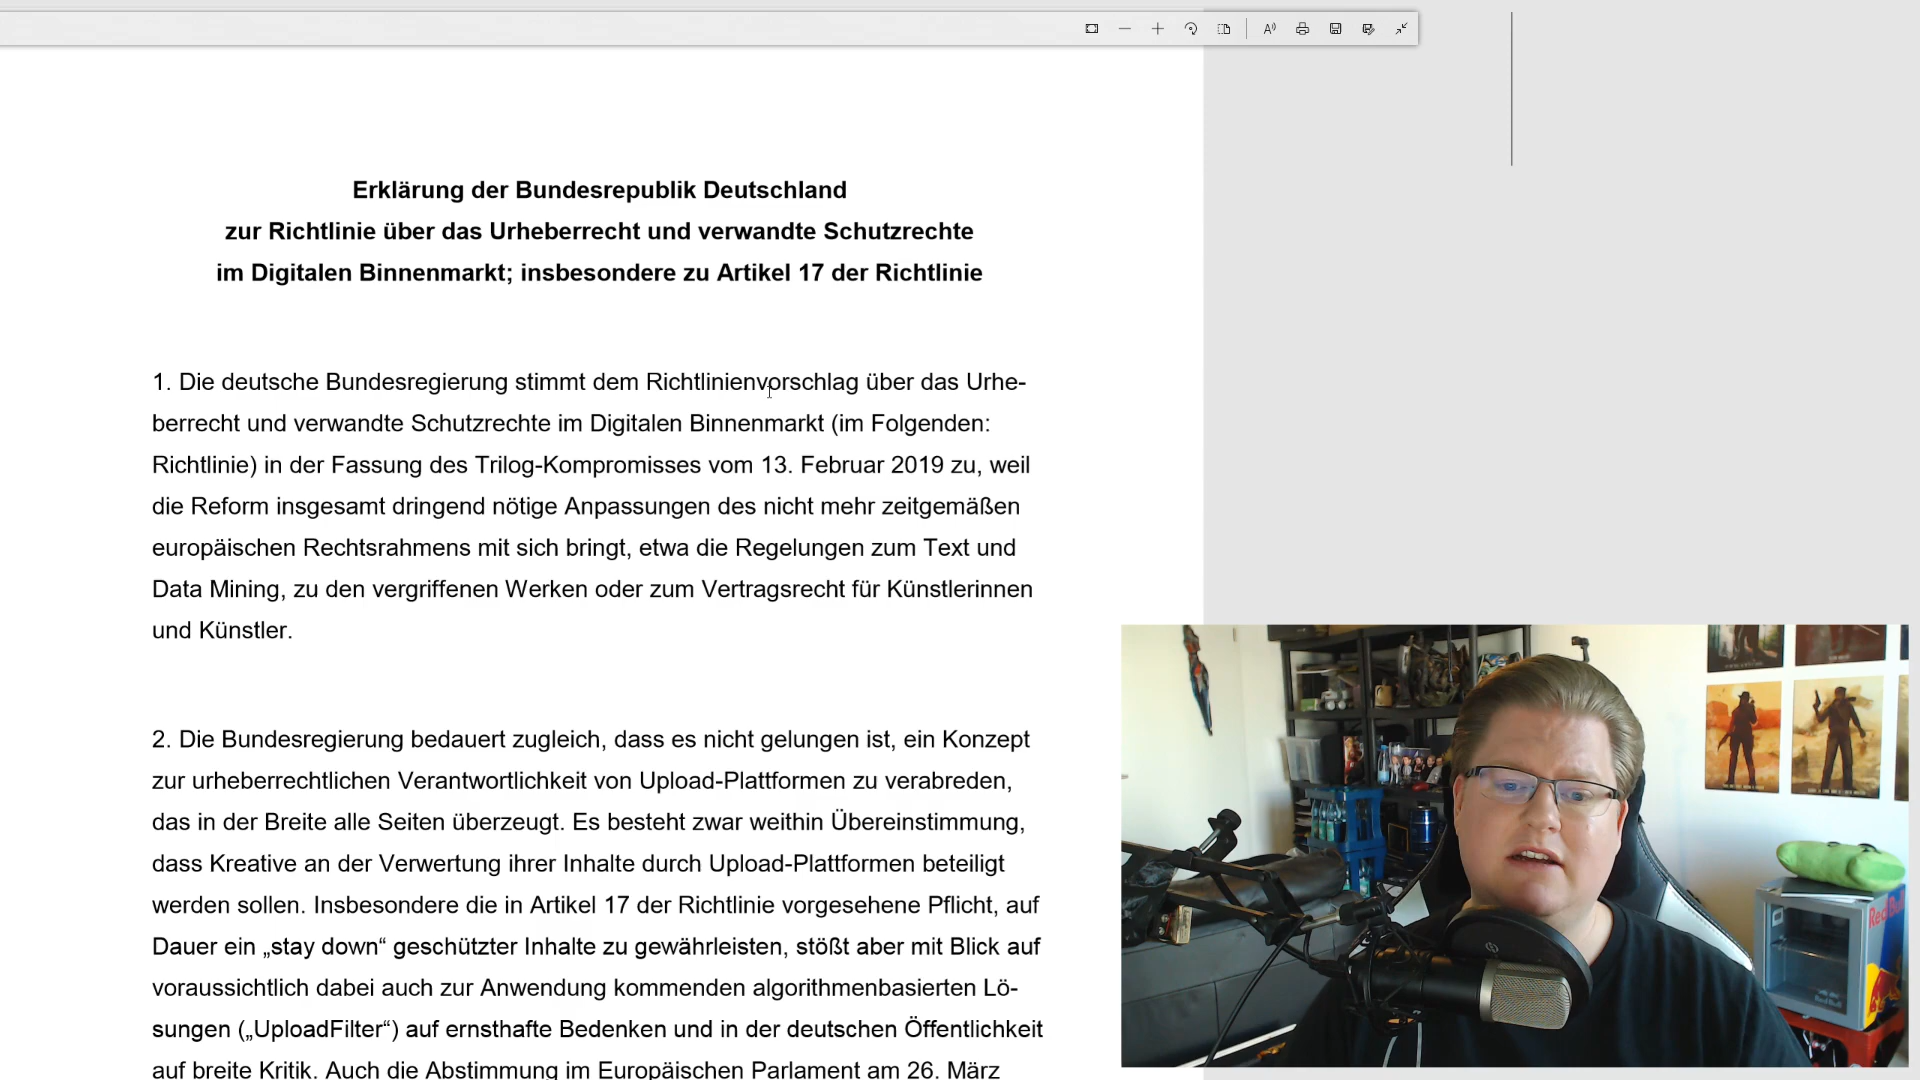 Erklärung der Bundesrepublik Deutschland
zur Richtlinie über das Urheberrecht und verwandte Schutzrechte
im Digitalen Binnenmarkt; insbesondere zu Artikel 17 der Richtlinie
1. Die deutsche Bundesregierung stimmt dem Richtlinienvorschlag über das Urhe-
berrecht und verwandte Schutzrechte im Digitalen Binnenmarkt (im Folgenden:
Richtlinie) in der Fassung des Trilog-Kompromisses vom 13. Februar 2019 zu, weil
die Reform insgesamt dringend nötige Anpassungen des nicht mehr zeitgemäßen
europäischen Rechtsrahmens mit sich bringt, etwa die Regelungen zum Text und
Data Mining, zu den vergriffenen Werken oder zum Vertragsrecht für Künstlerinnen
und Künstler.
2. Die Bundesregierung bedauert zugleich, dass es nicht gelungen ist, ein Konzept
zur urheberrechtlichen Verantwortlichkeit von Upload-Plattformen zu verabreden,
das in der Breite alle Seiten überzeugt. Es besteht zwar weithin Übereinstimmung,
dass Kreative an der Verwertung ihrer Inhalte durch Upload-Plattformen beteiligt
werden sollen. Insbesondere die in Artikel 17 der Richtlinie vorgesehene Pflicht, auf
Dauer ein „stay down“ geschützter Inhalte zu gewährleisten, stößt aber mit Blick auf
voraussichtlich dabei auch zur Anwendung kommenden algorithmenbasierten Lö-
sungen („UploadFilter“) auf ernsthafte Bedenken und in der deutschen Öffentlichkeit
auf breite Kritik. Auch die Abstimmung im Europäischen Parlament am 26. März
Red Bull
Red Bull